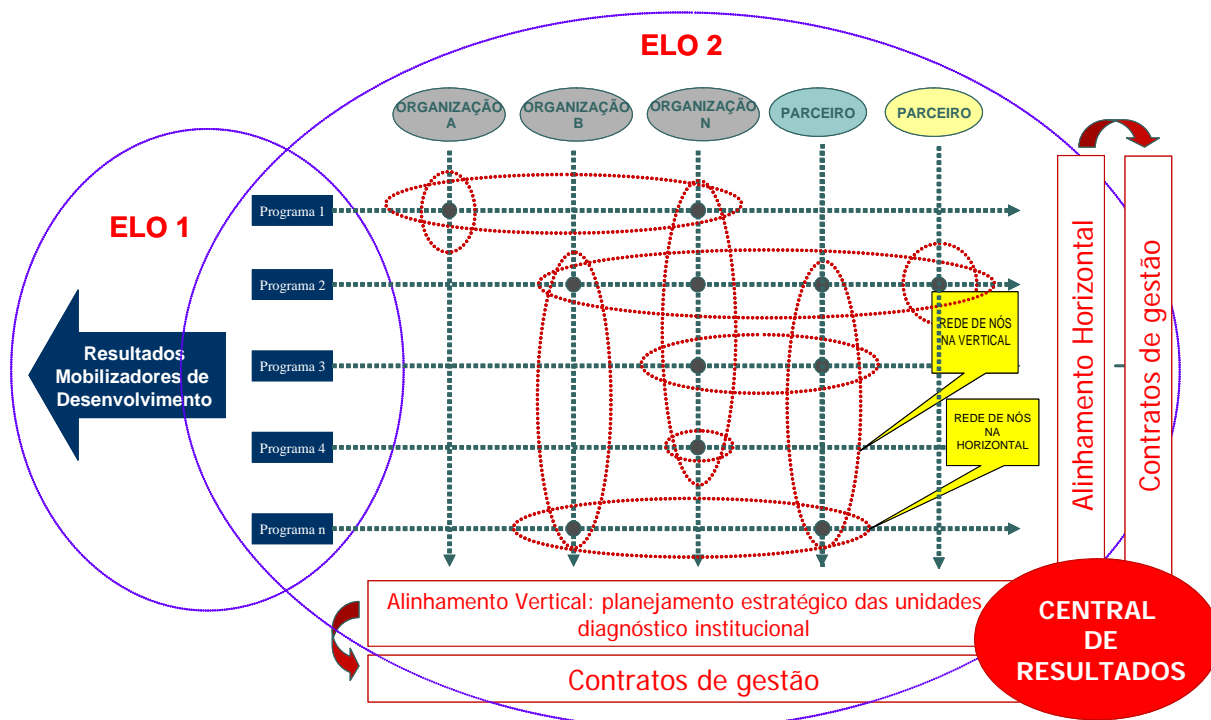 ELO 2
ORGANIZAÇÃO
A
ORGANIZAÇÃO
B
ORGANIZAÇÃO
N
PARCEIRO
PARCEIRO
ELO 1
Programa 1
Programa 2
Programa 3
Programa 4
Programa n
Resultados
Mobilizadores de
Desenvolvimento
REDE DE NÓS
NA VERTICAL
REDE DE NÓS
NA
HORIZONTAL
Alinhamento Horizontal
Contratos de gestão
Alinhamento Vertical: planejamento estratégico das unidades
diagnóstico institucional
Contratos de gestão
CENTRAL
DE
RESULTADOS